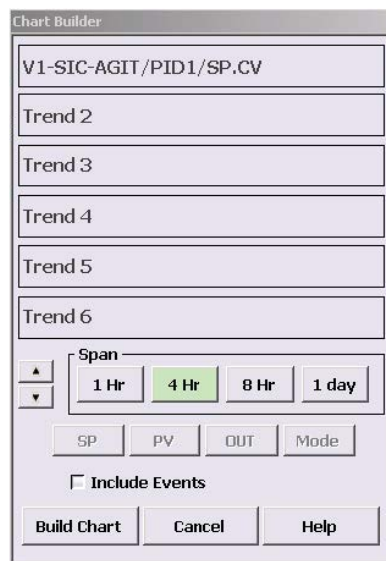 Chart Builder
V1-SIC-AGIT/PID1/SP.CV
Trend 2
Trend 3
Trend 4
Trend 5
Trend 6
Span
1 Hr 4 Hr 8 Hr 1 day
SP PV OUT Mode
Include Events
Build Chart Cancel Help